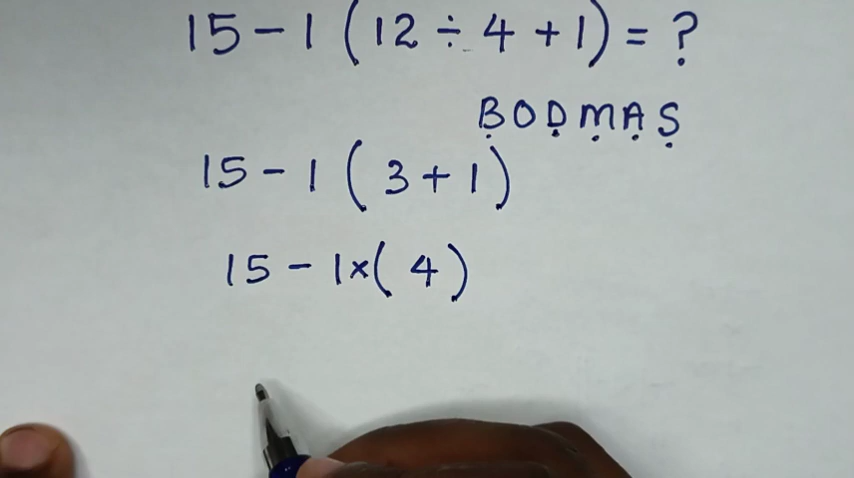 15 - 1 (12 ÷ 4 + 1) = ?
BODMAS
15 - 1 (3 + 1)
15 - 1 × (4)